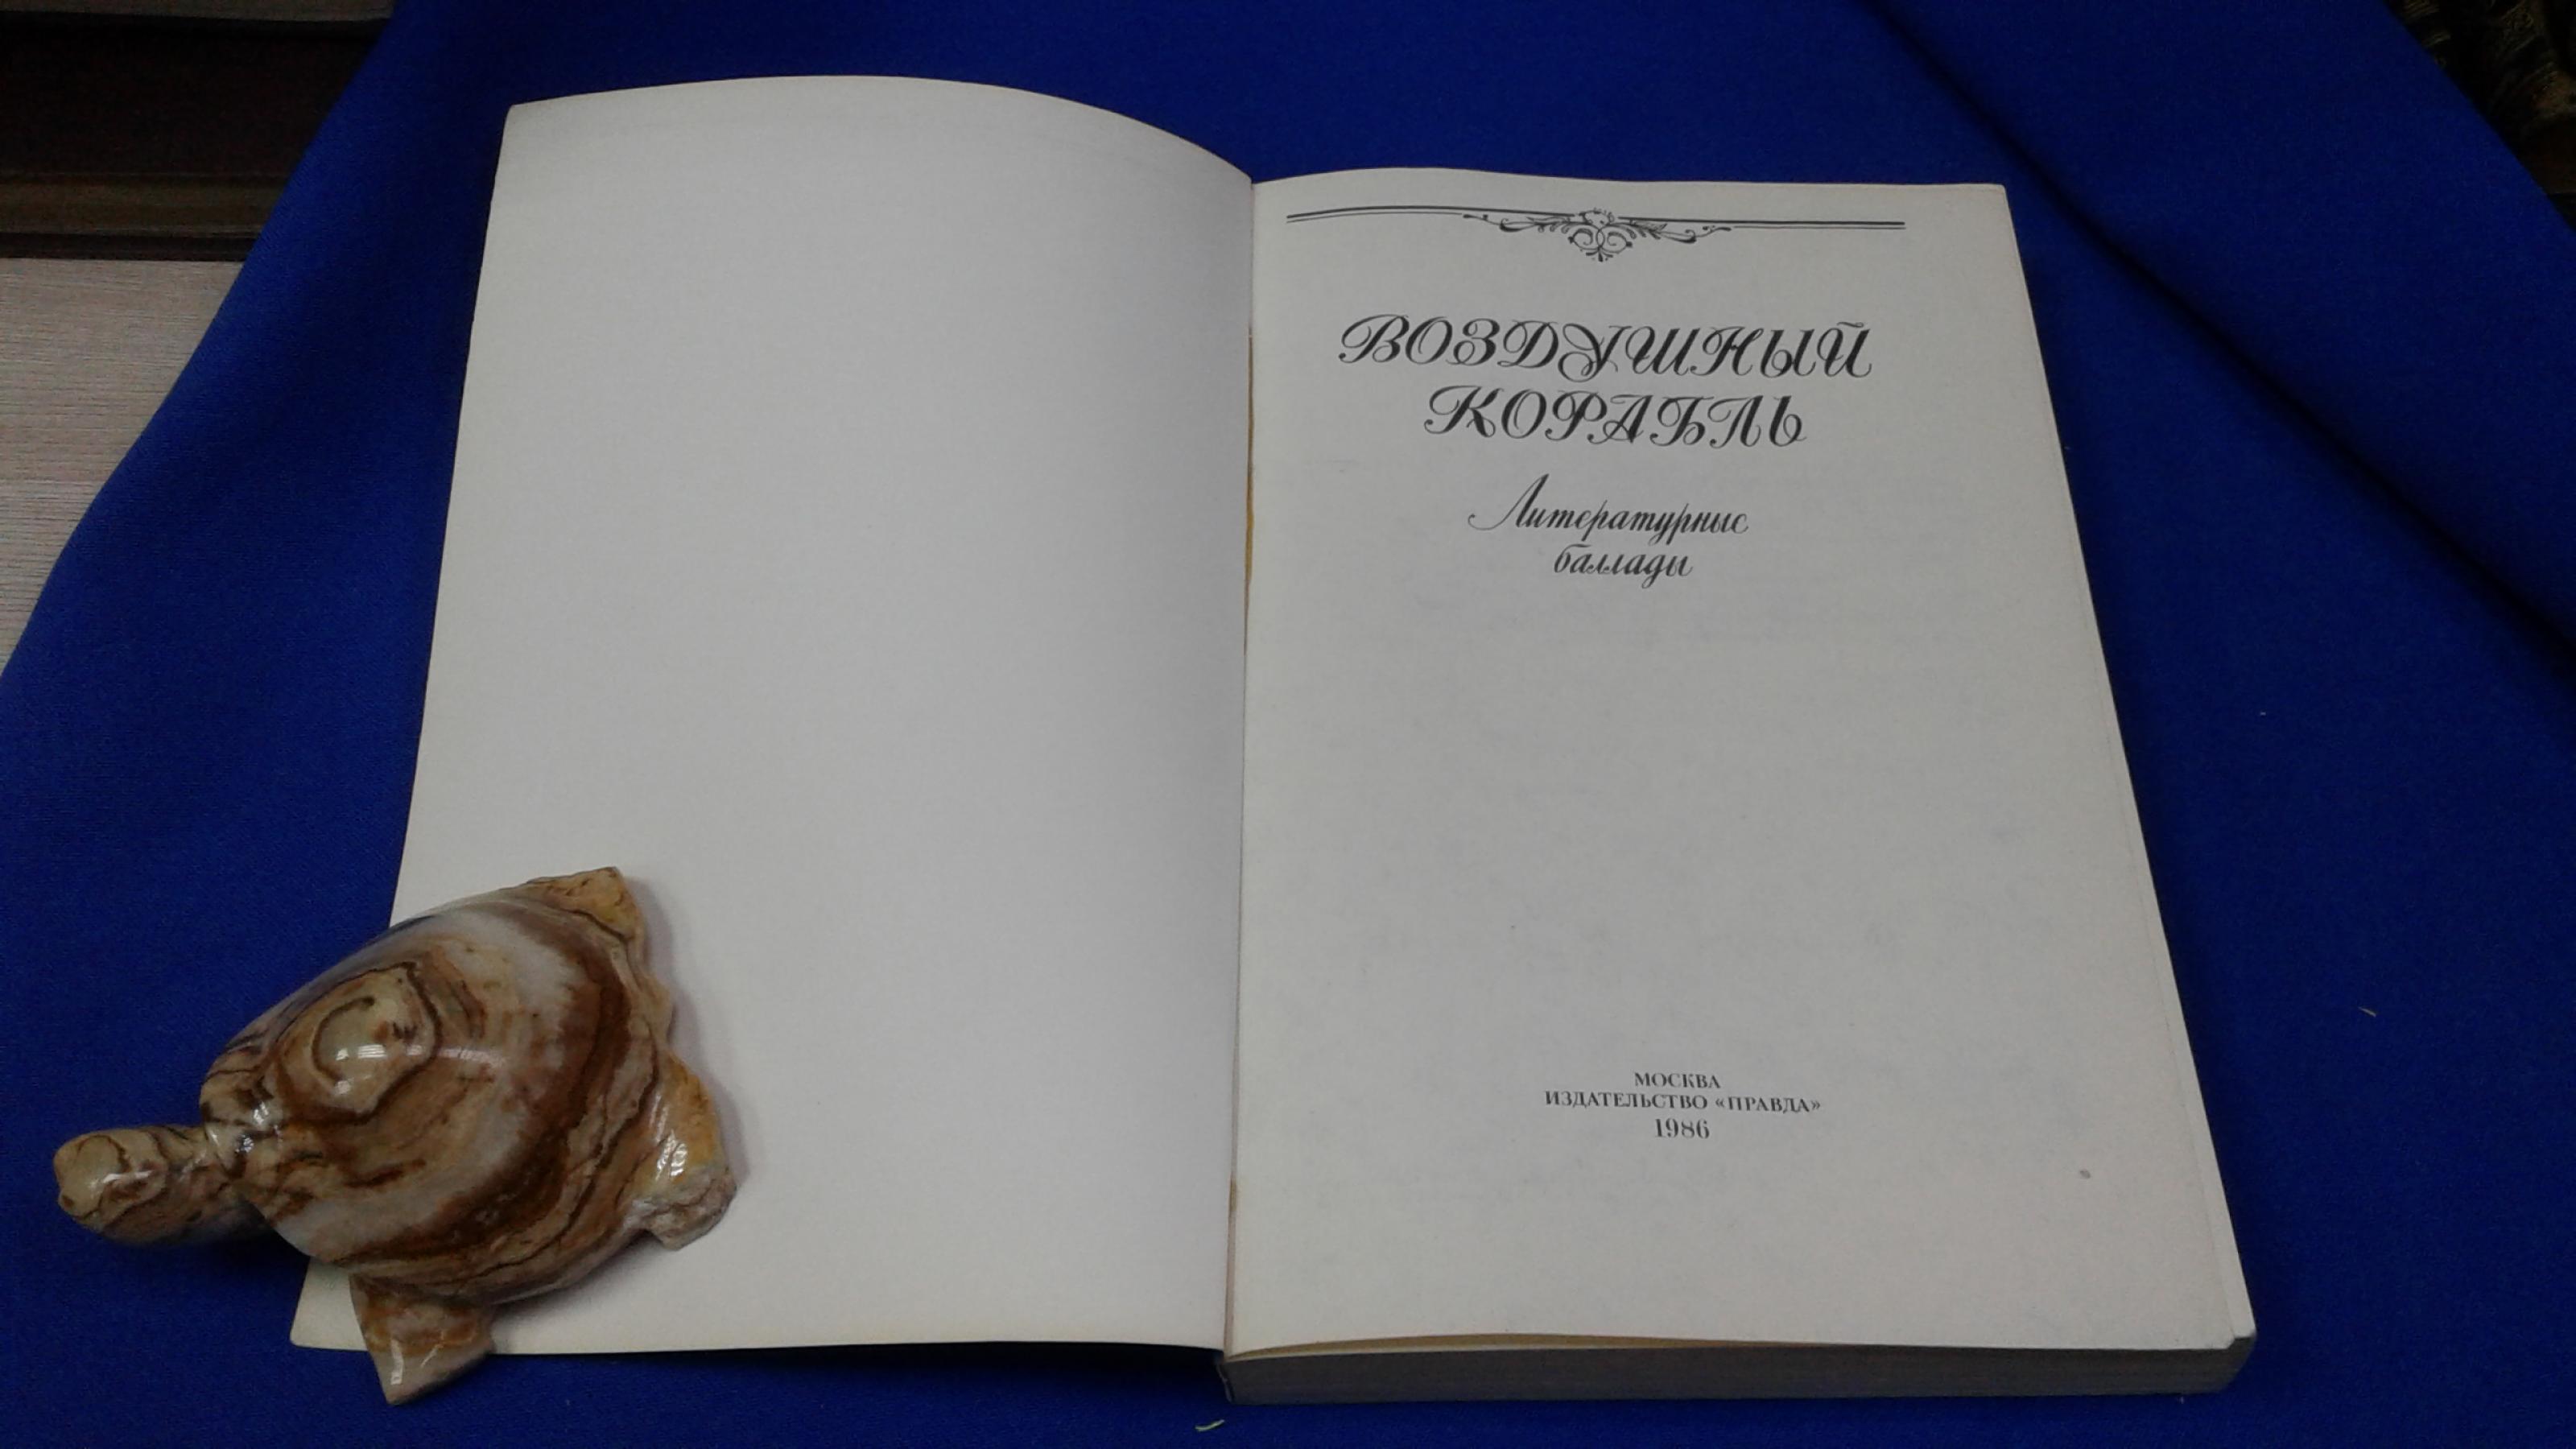 ВОЗДУШНЫЙ
КОРАБЛЬ
Литературные
баллады
МОСКВА
ИЗДАТЕЛЬСТВО «ПРАВДА»
1986